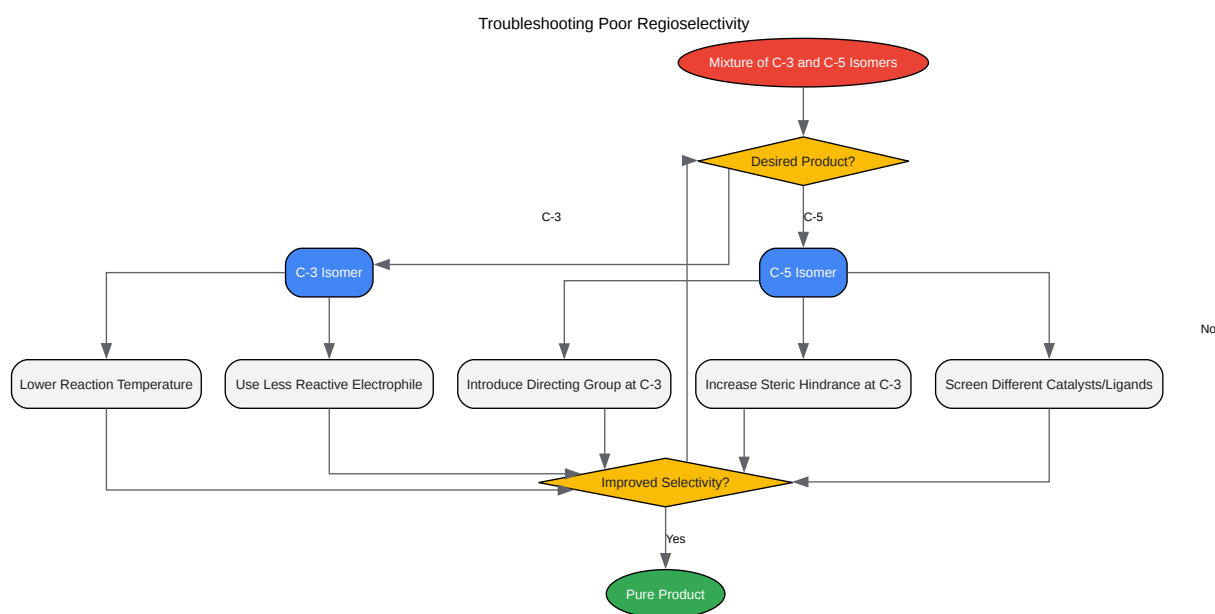 Troubleshooting Poor Regioselectivity
Mixture of C-3 and C-5 Isomers
Desired Product?
C-3
C-5
C-3 Isomer
C-5 Isomer
No
Lower Reaction Temperature
Use Less Reactive Electrophile
Introduce Directing Group at C-3
Increase Steric Hindrance at C-3
Screen Different Catalysts/Ligands
Improved Selectivity?
Yes
Pure Product